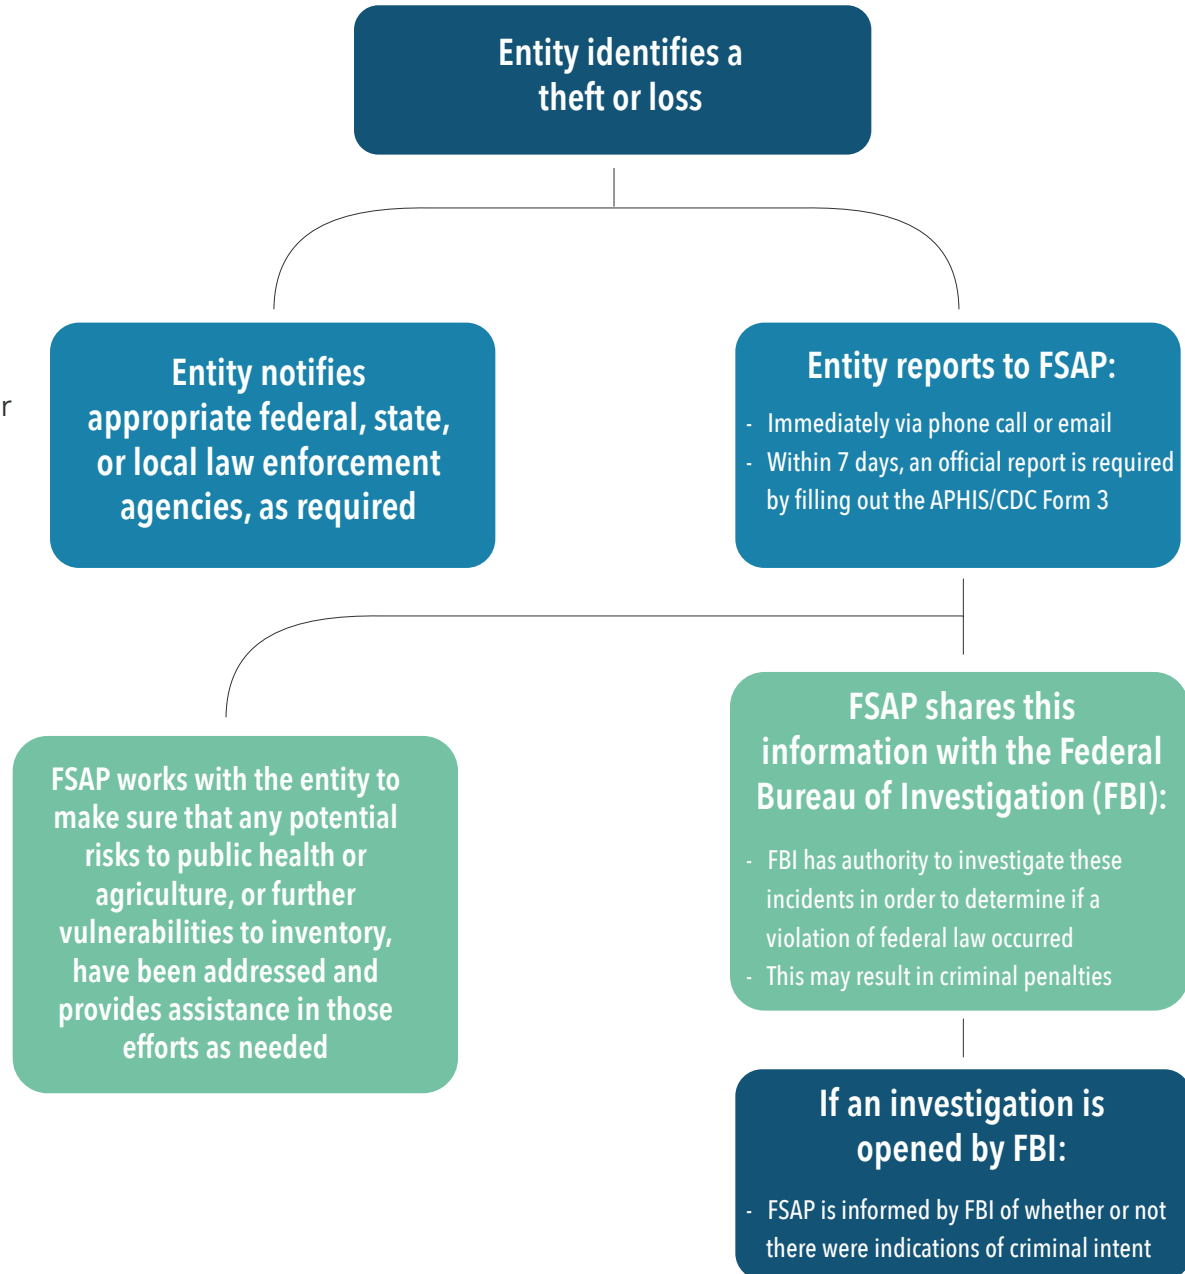 Entity identifies a
theft or loss
r
Entity notifies
appropriate federal, state,
or local law enforcement
agencies, as required
Entity reports to FSAP:
- Immediately via phone call or email
- Within 7 days, an official report is required
by filling out the APHIS/CDC Form 3
FSAP works with the entity to
make sure that any potential
risks to public health or
agriculture, or further
vulnerabilities to inventory,
have been addressed and
provides assistance in those
efforts as needed
FSAP shares this
information with the Federal
Bureau of Investigation (FBI):
- FBI has authority to investigate these
incidents in order to determine if a
violation of federal law occurred
- This may result in criminal penalties
If an investigation is
opened by FBI:
- FSAP is informed by FBI of whether or not
there were indications of criminal intent